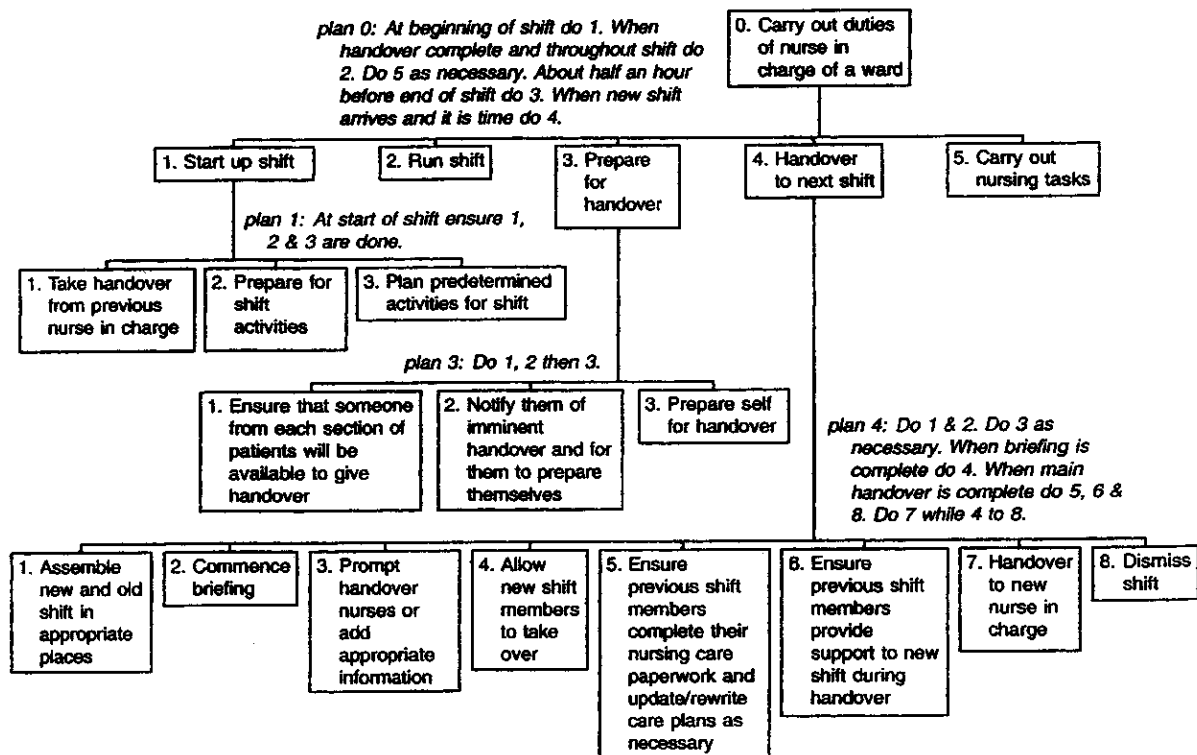 plan 0: At beginning of shift do 1. When
handover complete and throughout shift do
2. Do 5 as necessary. About half an hour
before end of shift do 3. When new shift
arrives and it is time do 4.
0. Carry out duties
of nurse in
charge of a ward
1. Start up shift
2. Run shift
3. Prepare
for
handover
4. Handover
to next shift
5. Carry out
nursing tasks
plan 1: At start of shift ensure 1,
2 & 3 are done.
1. Take handover
from previous
nurse in charge
2. Prepare for
shift
activities
3. Plan predetermined
activities for shift
plan 3: Do 1, 2 then 3.
1. Ensure that someone
from each section of
patients will be
available to give
handover
2. Notify them of
imminent
handover and for
them to prepare
themselves
3. Prepare self
for handover
plan 4: Do 1 & 2. Do 3 as
necessary. When briefing is
complete do 4. When main
handover is complete do 5, 6 &
8. Do 7 while 4 to 8.
1. Assemble
new and old
shift in
appropriate
places
2. Commence
briefing
3. Prompt
handover
nurses or
add
appropriate
information
4. Allow
new shift
members
to take
over
5. Ensure
previous shift
members
complete their
nursing care
paperwork and
update/rewrite
care plans as
necessary
6. Ensure
previous shift
members
provide
support to new
shift during
handover
7. Handover
to new
nurse in
charge
8. Dismiss
shift